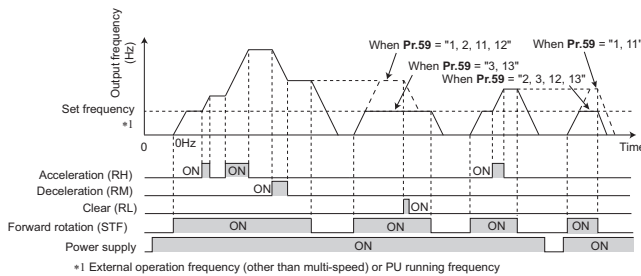 Output frequency
(Hz)
When Pr.59 = "1, 2, 11, 12"
When Pr.59 = "1, 11"
When Pr.59 = "3, 13"
When Pr.59 = "2, 3, 12, 13"
Set frequency
*1
0Hz
0
Time
Acceleration (RH)
ON
ON
ON
Deceleration (RM)
ON
Clear (RL)
ON
Forward rotation (STF)
ON
ON
ON
ON
Power supply
ON
ON
*1 External operation frequency (other than multi-speed) or PU running frequency